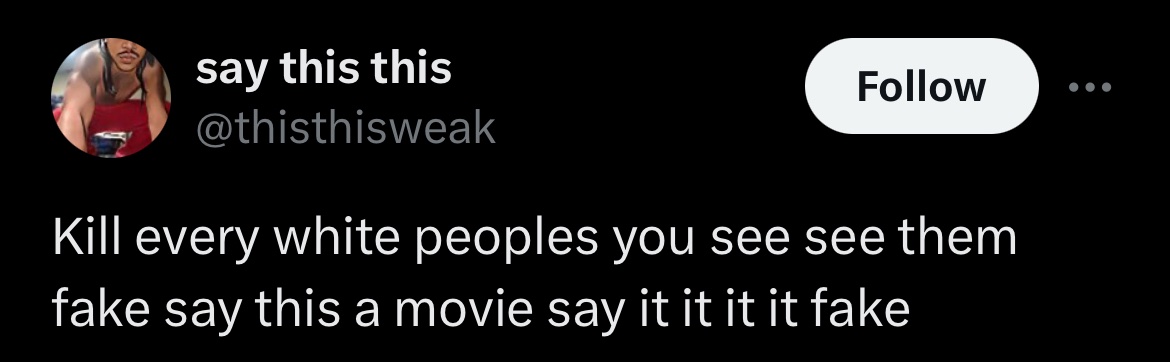 say this this
Follow
@thisthisweak
Kill every white peoples you see see them
fake say this a movie say it it it it fake